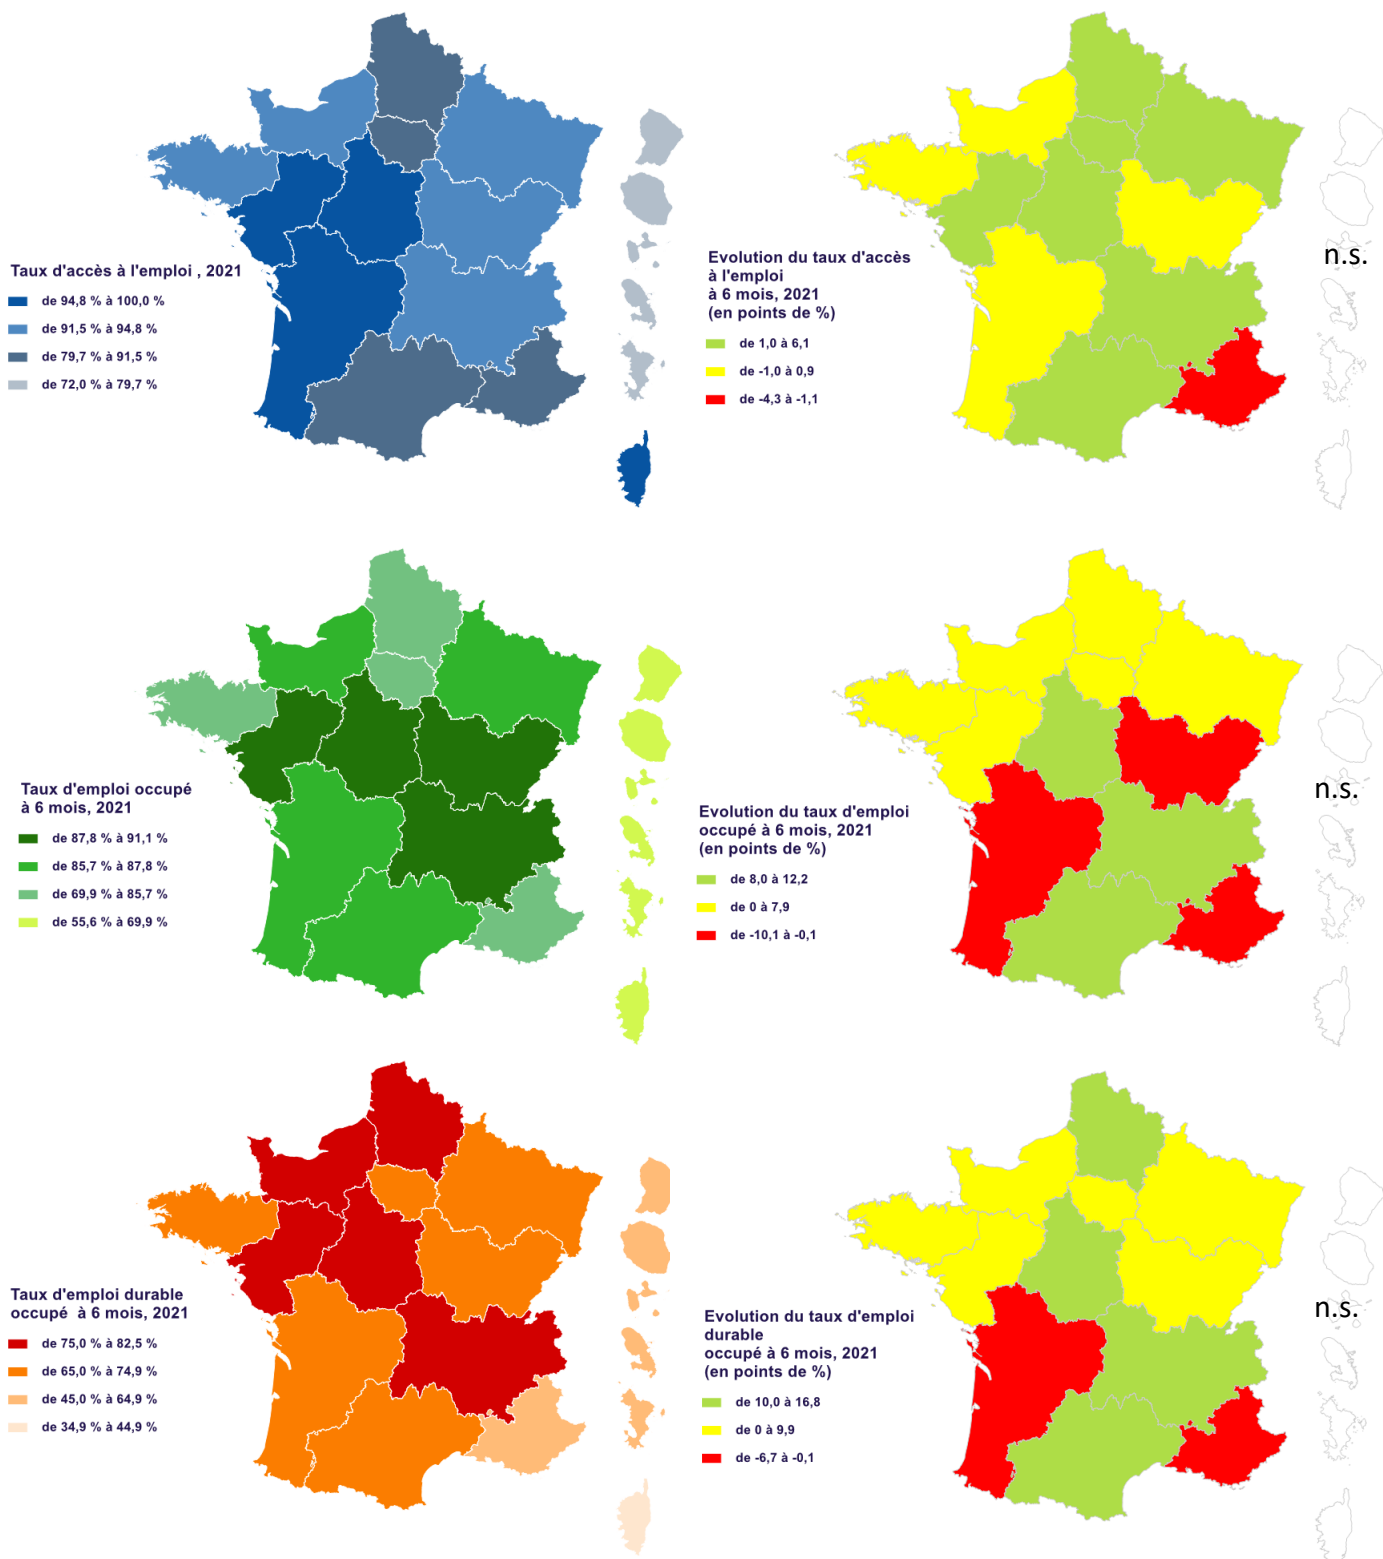 Taux d'accès à l'emploi , 2021
de 94,8 % à 100,0 %
de 91,5 % à 94,8 %
de 79,7 % à 91,5 %
de 72,0 % à 79,7 %
Evolution du taux d'accès
à l'emploi
à 6 mois, 2021
(en points de %)
de 1,0 à 6,1
de -1,0 à 0,9
de -4,3 à -1,1
n.s.
Taux d'emploi occupé
à 6 mois, 2021
de 87,8 % à 91,1 %
de 85,7 % à 87,8 %
de 69,9 % à 85,7 %
de 55,6 % à 69,9 %
Evolution du taux d'emploi
occupé à 6 mois, 2021
(en points de %)
de 8,0 à 12,2
de 0 à 7,9
de -10,1 à -0,1
n.s.
Taux d'emploi durable
occupé à 6 mois, 2021
de 75,0 % à 82,5 %
de 65,0 % à 74,9 %
de 45,0 % à 64,9 %
de 34,9 % à 44,9 %
Evolution du taux d'emploi
durable
occupé à 6 mois, 2021
(en points de %)
de 10,0 à 16,8
de 0 à 9,9
de -6,7 à -0,1
n.s.